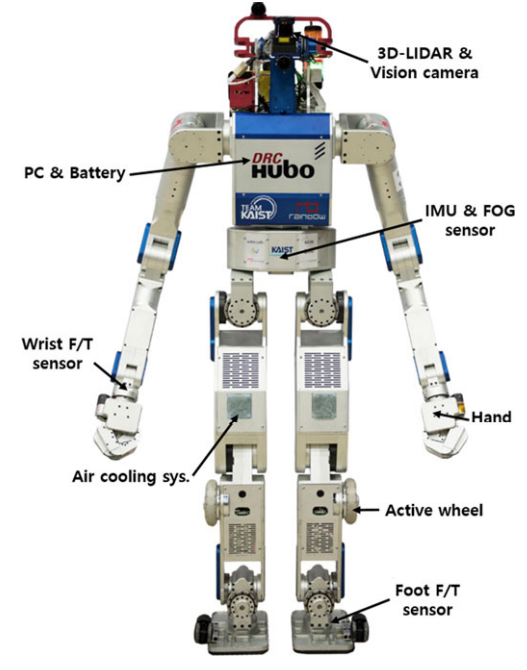 3D-LIDAR &
Vision camera
PC & Battery
DRC
HUBO
TEAM
KAIST
rainbow
IMU & FOG
sensor
KAIST
Wrist F/T
sensor
Hand
Air cooling sys.
Active wheel
Foot F/T
sensor